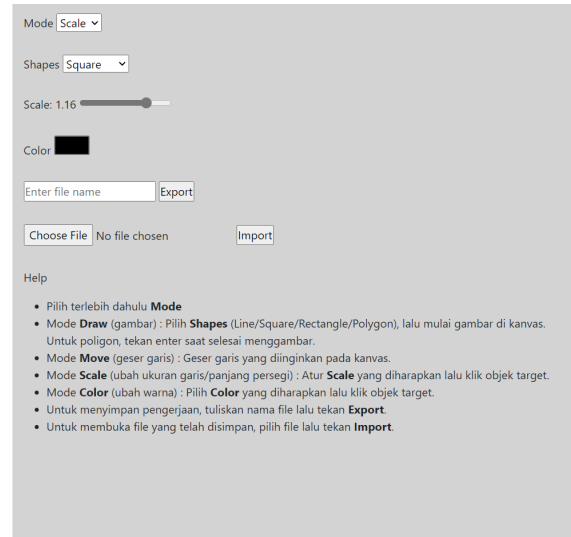 Mode Scale
Shapes Square
Scale: 1.16
Color
Enter file name Export
Choose File No file chosen Import
Help
• Pilih terlebih dahulu Mode
• Mode Draw (gambar) : Pilih Shapes (Line/Square/Rectangle/Polygon), lalu mulai gambar di kanvas.
Untuk poligon, tekan enter saat selesai menggambar.
• Mode Move (geser garis) : Geser garis yang diinginkan pada kanvas.
• Mode Scale (ubah ukuran garis/panjang persegi) : Atur Scale yang diharapkan lalu klik objek target.
• Mode Color (ubah warna) : Pilih Color yang diharapkan lalu klik objek target.
• Untuk menyimpan pengerjaan, tuliskan nama file lalu tekan Export.
• Untuk membuka file yang telah disimpan, pilih file lalu tekan Import.